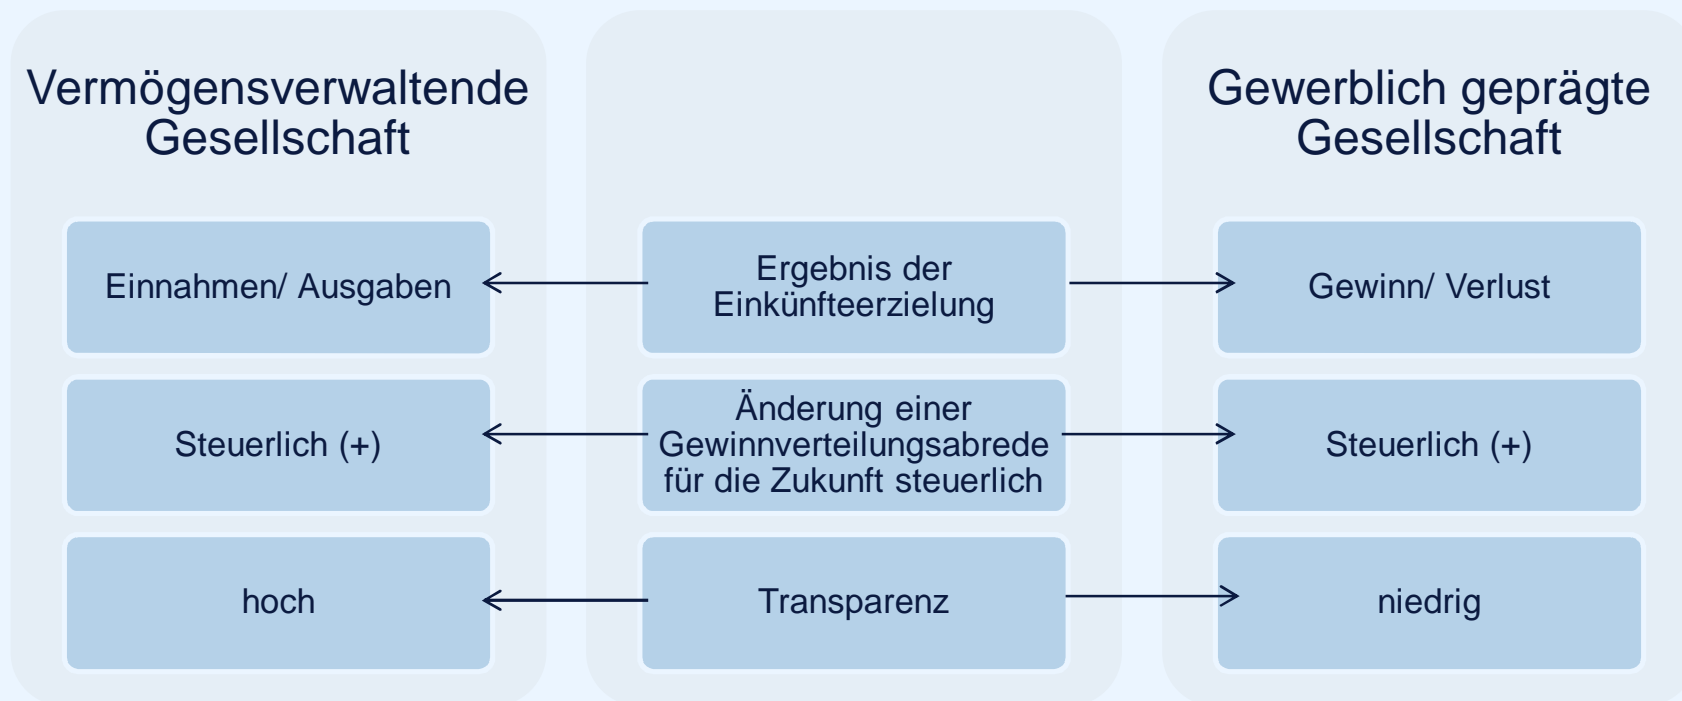 Vermögensverwaltende
Gesellschaft
Gewerblich geprägte
Gesellschaft
Einnahmen/ Ausgaben
Ergebnis der
Einkünfteerzielung
Gewinn/ Verlust
Steuerlich (+)
Änderung einer
Gewinnverteilungsabrede
für die Zukunft steuerlich
Steuerlich (+)
hoch
Transparenz
niedrig